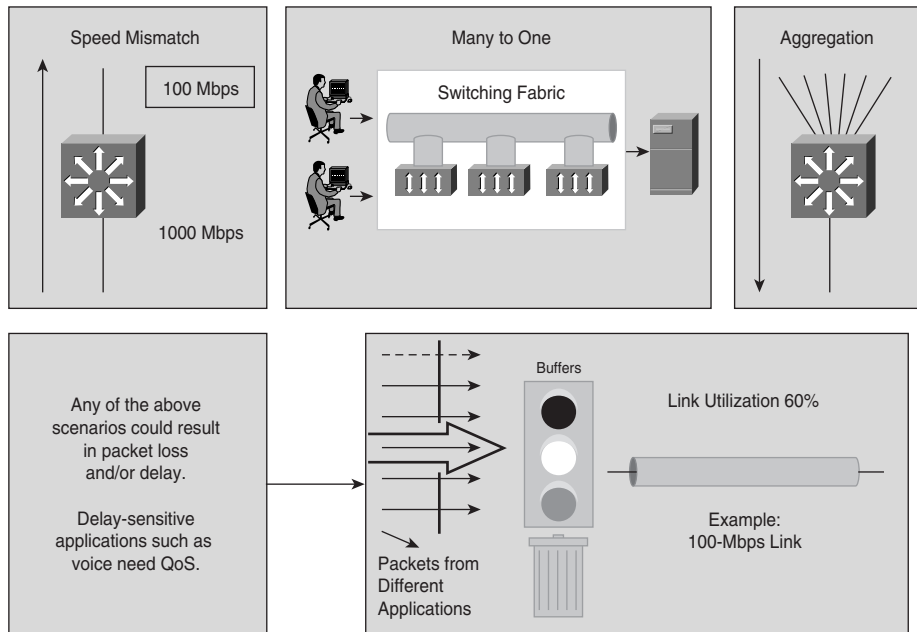 Speed Mismatch
100 Mbps
1000 Mbps
Many to One
Switching Fabric
Aggregation
Any of the above
scenarios could result
in packet loss
and/or delay.
Delay-sensitive
applications such as
voice need QoS.
Packets from
Different
Applications
Buffers
Link Utilization 60%
Example:
100-Mbps Link